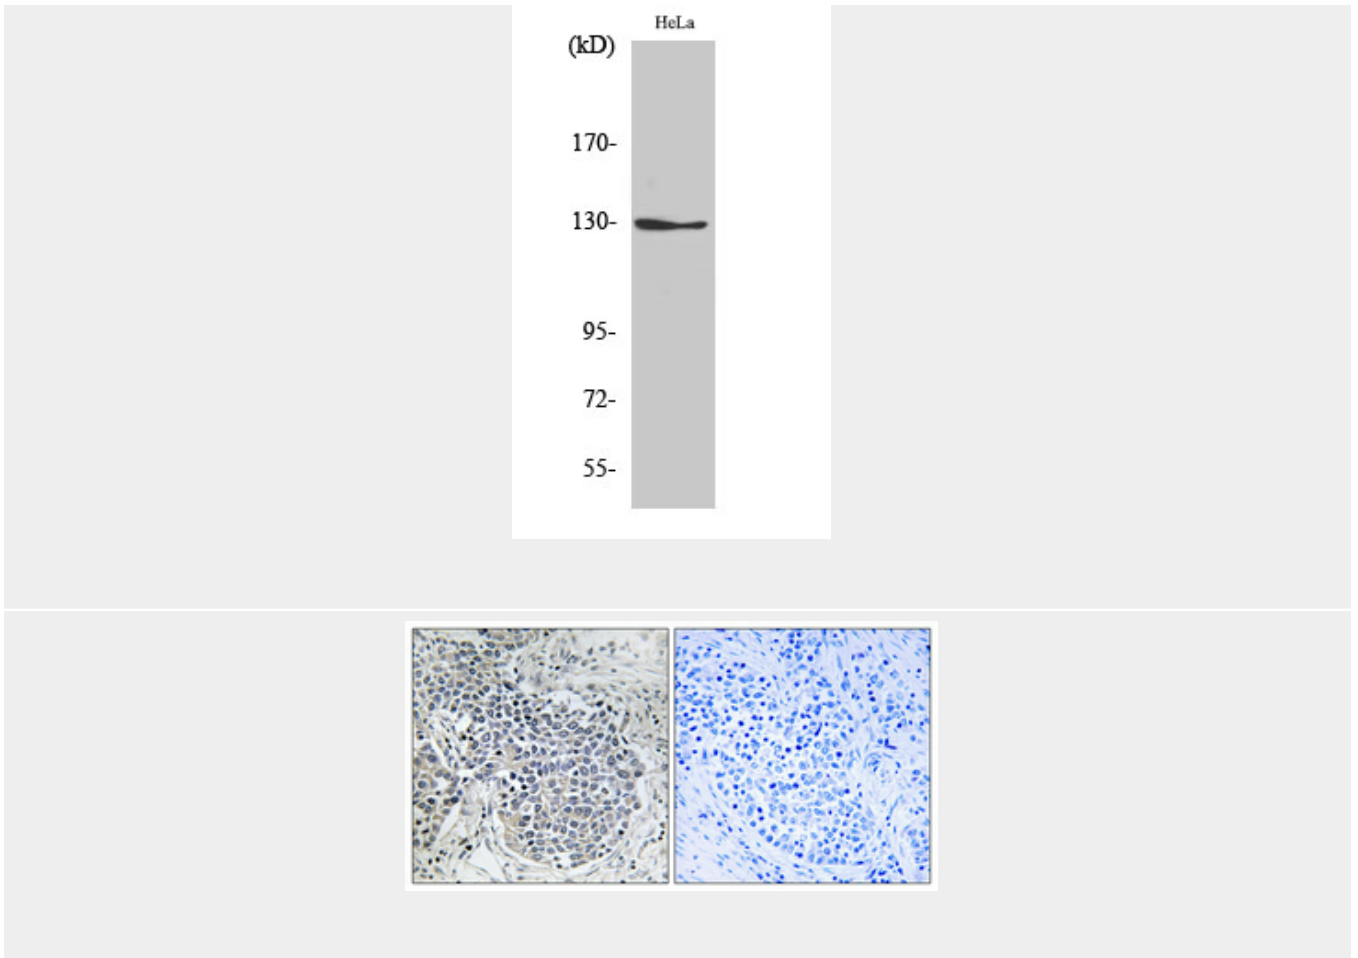 HeLa
(kD)
170-
130-
95-
72-
55-